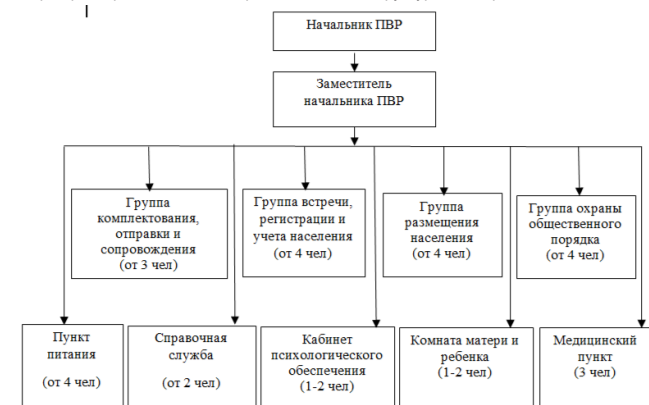 Начальник ПВР
Заместитель
начальника ПВР
Группа
комплектования,
отправки и
сопровождения
(от 3 чел)
Группа встречи,
регистрации и
учета населения
(от 4 чел)
Группа
размещения
населения
(от 4 чел)
Группа охраны
общественного
порядка
(от 4 чел)
Пункт
питания
(от 4 чел)
Справочная
служба
(от 2 чел)
Кабинет
психологического
обеспечения
(1-2 чел)
Комната матери и
ребенка
(1-2 чел)
Медицинский
пункт
(3 чел)